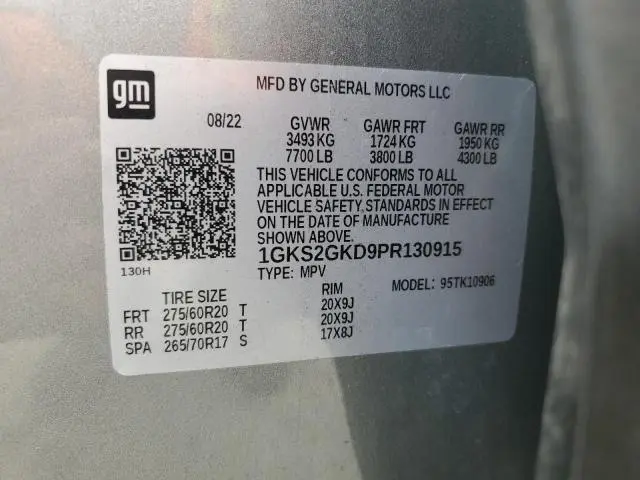 gm
MFD BY GENERAL MOTORS LLC
08/22 GVWR GAWR FRT GAWR RR
3493 KG 1724 KG 1950 KG
7700 LB 3800 LB 4300 LB
THIS VEHICLE CONFORMS TO ALL
APPLICABLE U.S. FEDERAL MOTOR
VEHICLE SAFETY STANDARDS IN EFFECT
ON THE DATE OF MANUFACTURE
SHOWN ABOVE.
1GKS2GKD9PR130915
130H
TYPE: MPV MODEL: 95TK10906
TIRE SIZE RIM
FRT 275/60R20 T 20X9J
RR 275/60R20 T 20X9J
SPA 265/70R17 S 17X8J